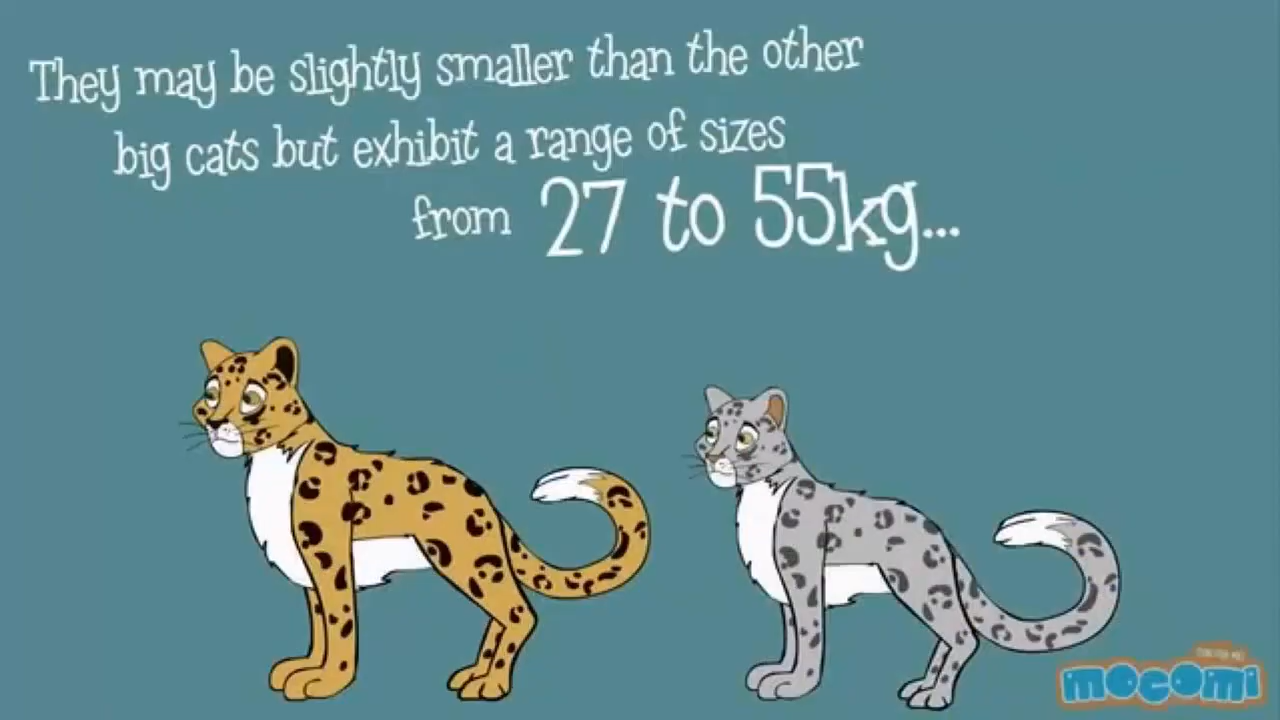 They may be slightly smaller than the other
big cats but exhibit a range of sizes
from 27 to 55kg...
mocomi